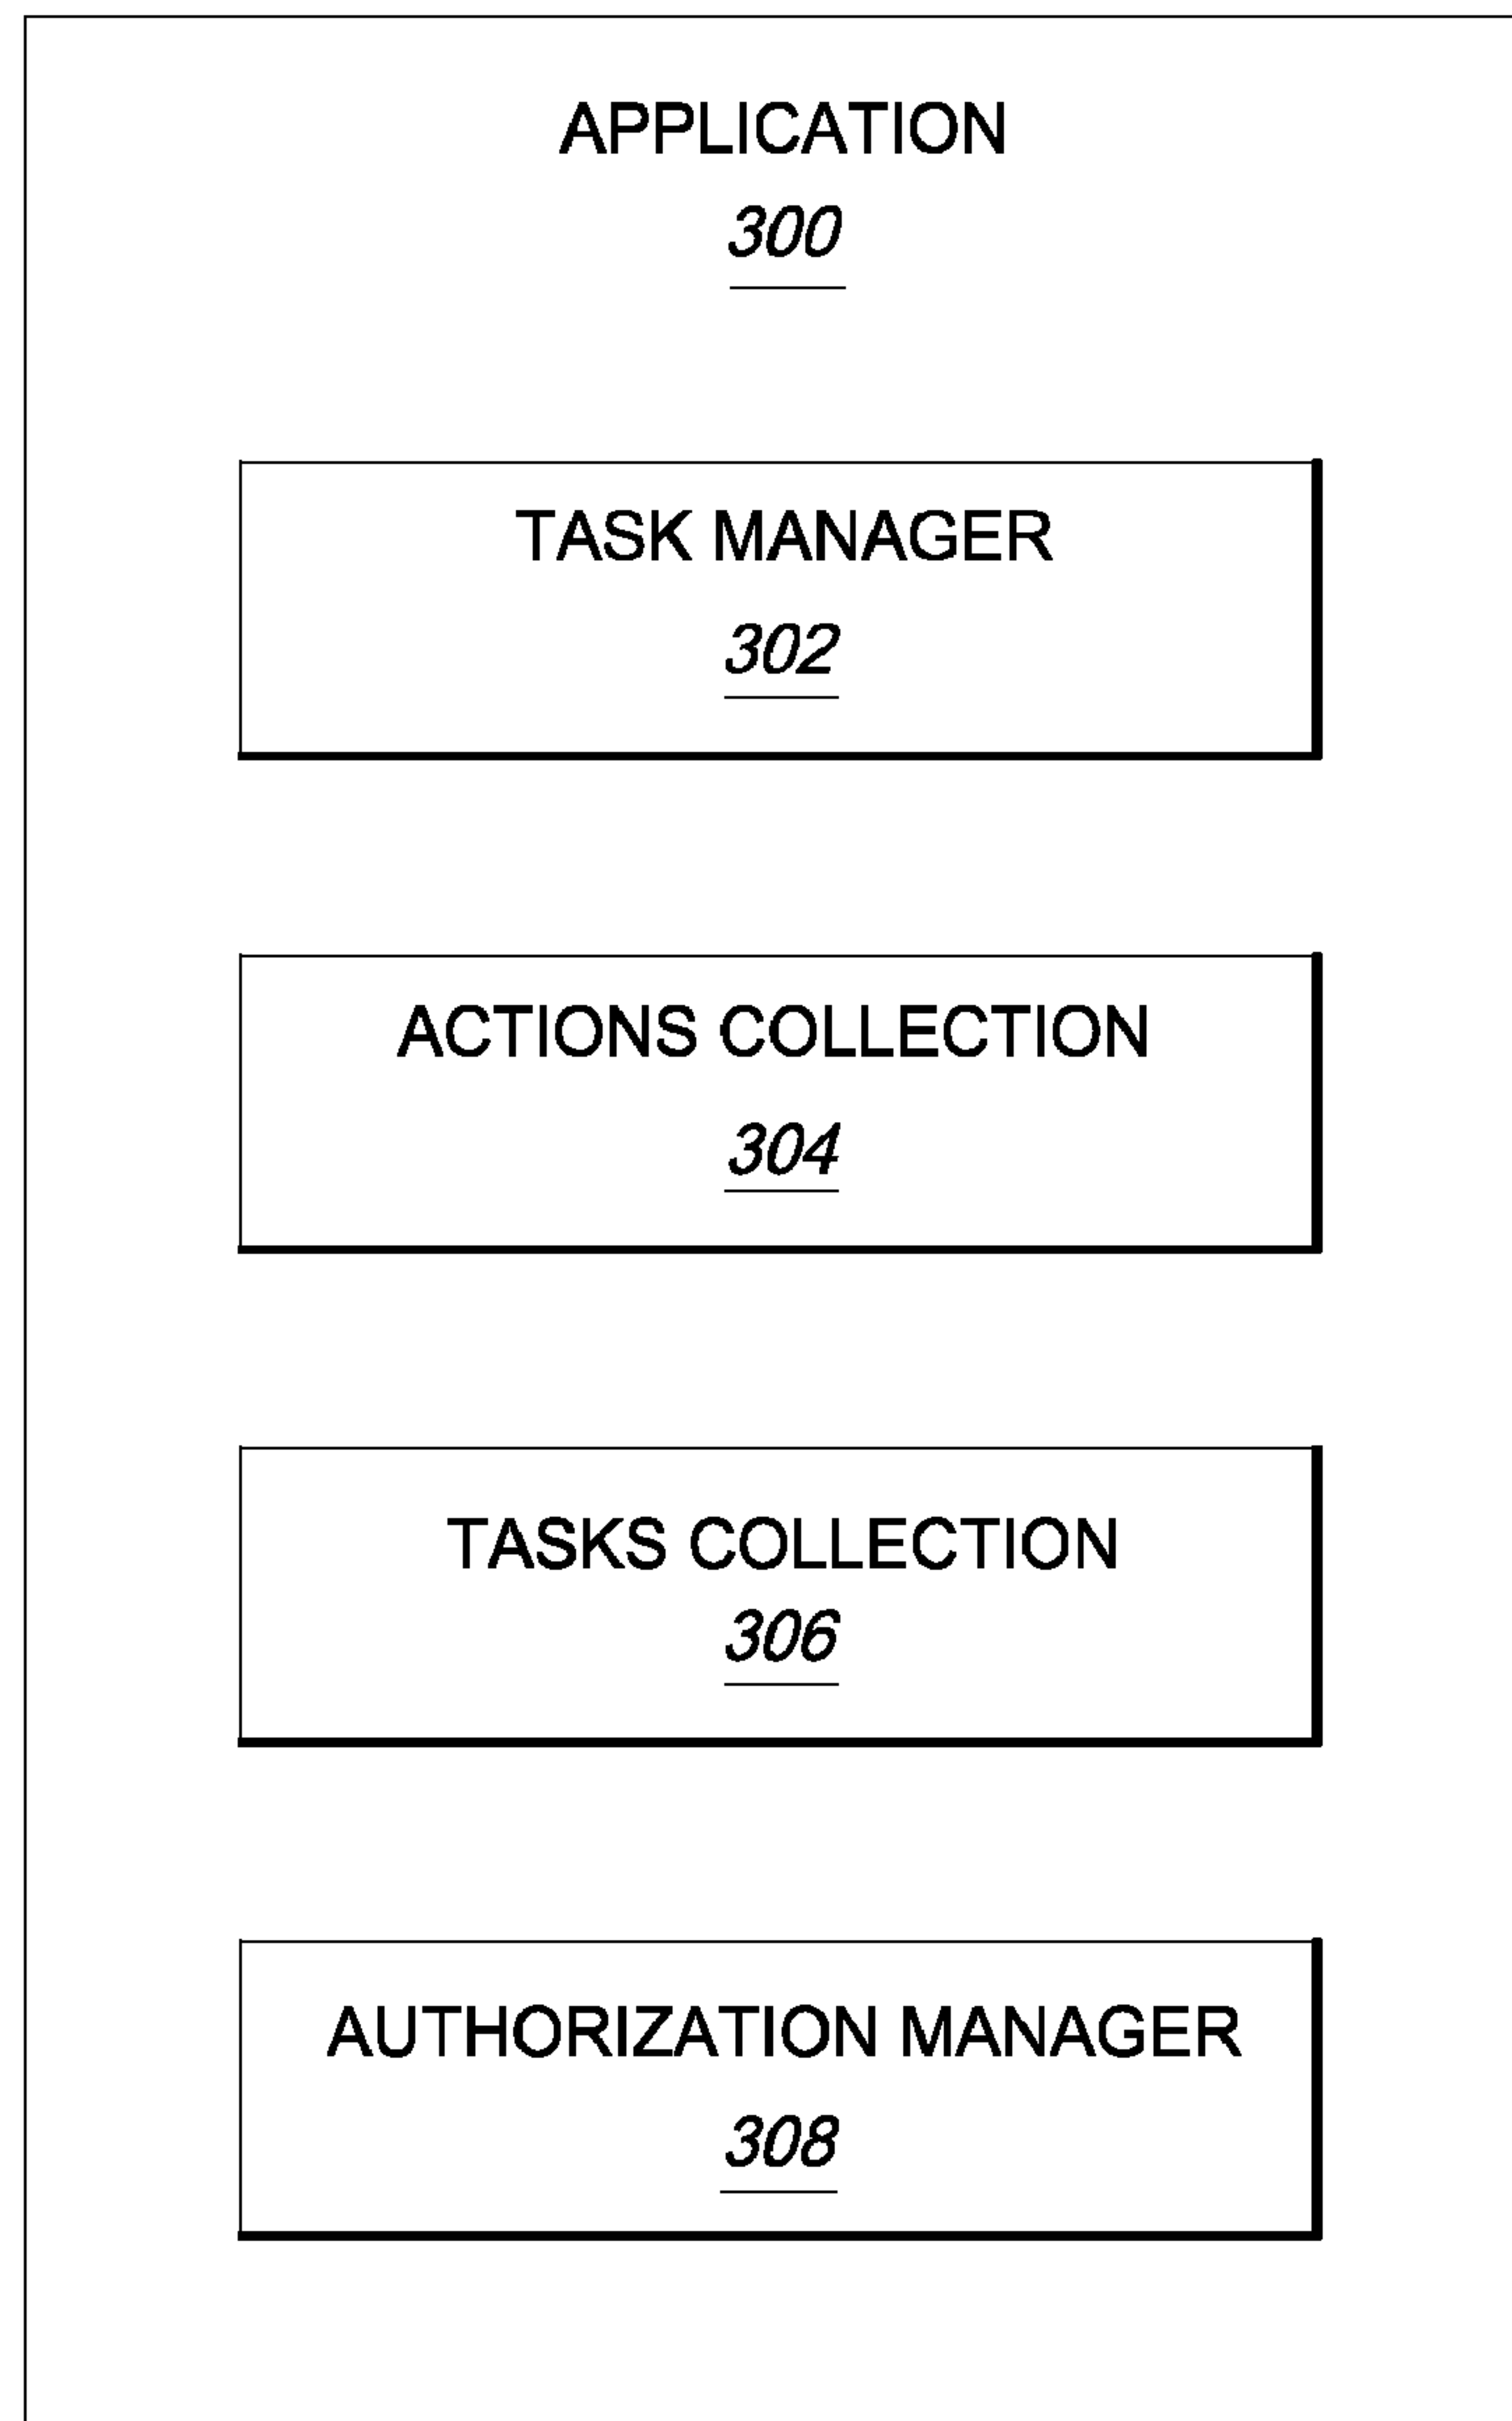 APPLICATION
300
TASK MANAGER
302
ACTIONS COLLECTION
304
TASKS COLLECTION
306
AUTHORIZATION MANAGER
308